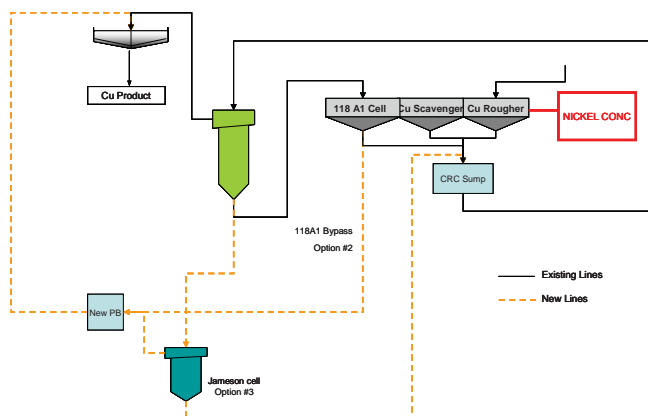 Cu Product
118 A1 Cell
Cu Scavenger
Cu Rougher
NICKEL CONC
CRC Sump
118A1 Bypass
Option #2
Existing Lines
New Lines
New PB
Jameson cell
Option #3